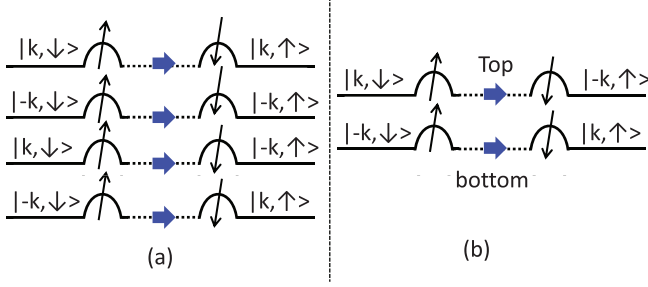 |k,↓> |k,↑>
|-k,↓> |-k,↑>
|k,↓> |-k,↑>
|-k,↓> |k,↑>
(a)
|k,↓> Top |-k,↑>
|-k,↓> |k,↑>
bottom
(b)